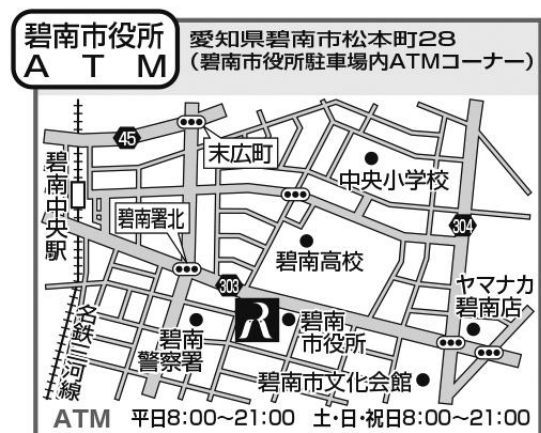 碧南市役所
ATM
愛知県碧南市松本町28
(碧南市役所駐車場内ATMコーナー)
45
末広町
中央小学校
碧南中央駅
碧南署北
304
碧南高校
303
ヤマナカ
碧南店
名鉄三河線
碧南
警察署
R
碧南
市役所
碧南市文化会館
ATM 平日8:00〜21:00 土・日・祝日8:00〜21:00